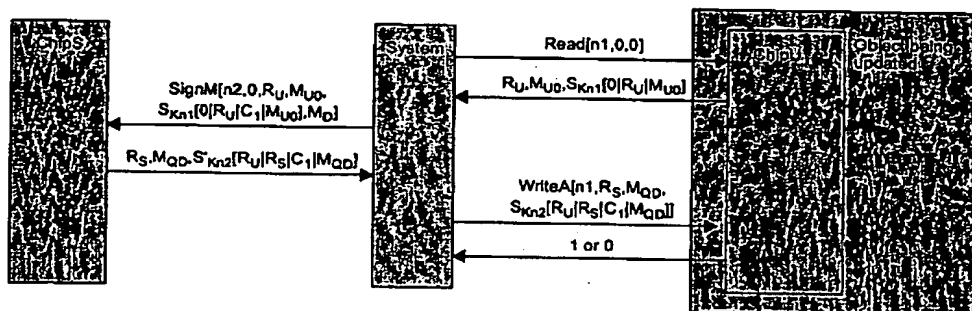 ChipS
System
Object being
updated
Read[n1,0,0]
R_U,M_U0,S_Kn1[0|R_U|M_U0]
SignM[n2,0,R_U,M_U0,
S_Kn1[0|R_U|C_1|M_U0],M_D]
R_S,M_QD,S'_Kn2[R_U|R_S|C_1|M_QD]
WriteA[n1,R_S,M_QD,
S_Kn2[R_U|R_S|C_1|M_QD]]
1 or 0